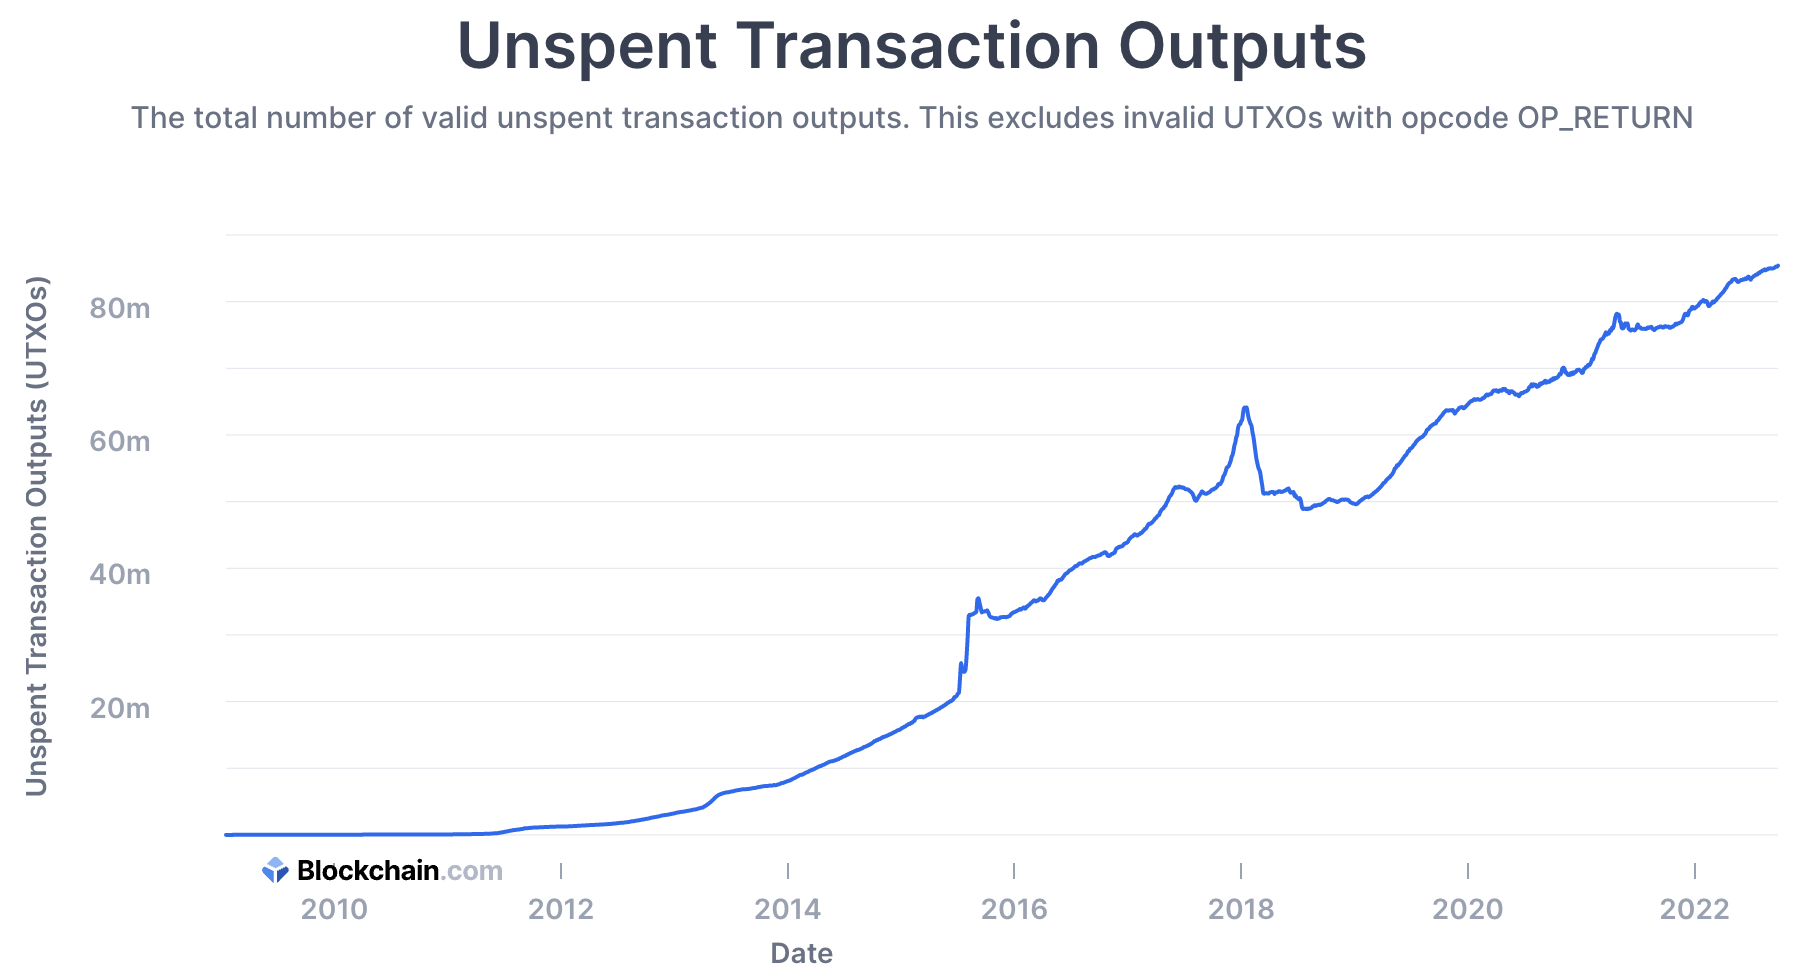 Unspent Transaction Outputs
The total number of valid unspent transaction outputs. This excludes invalid UTXOs with opcode OP_RETURN
Unspent Transaction Outputs (UTXOs)
80m
60m
40m
20m
Blockchain.com
2010 2012 2014 2016 2018 2020 2022
Date